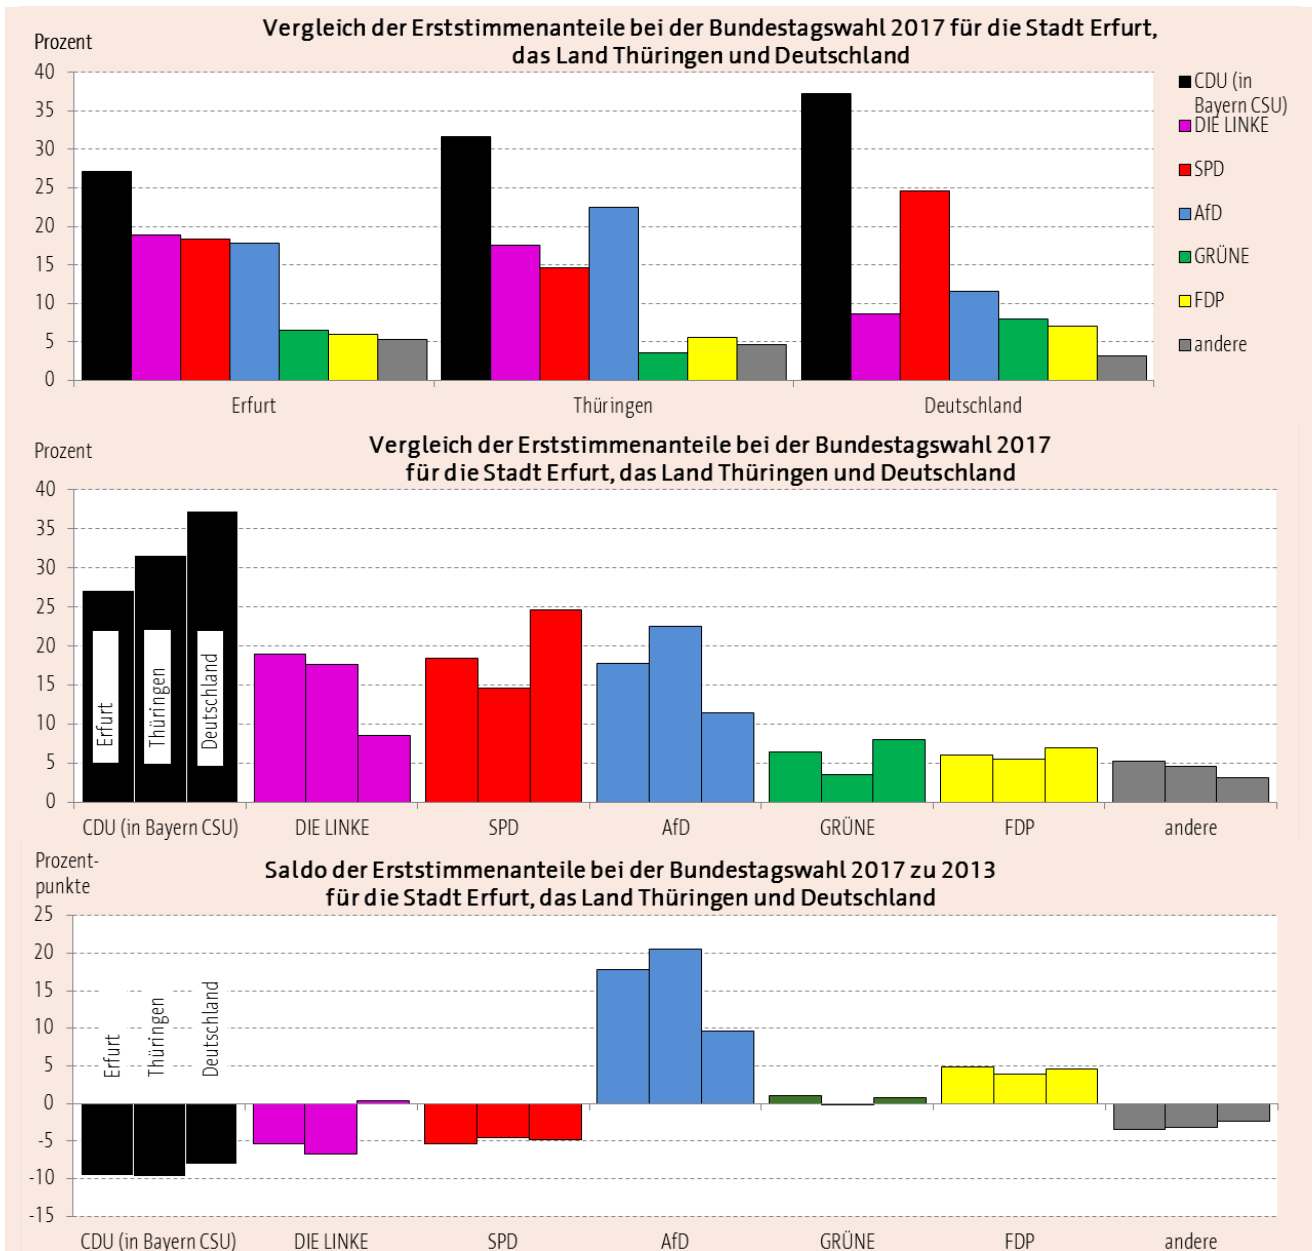 Vergleich der Erststimmenanteile bei der Bundestagswahl 2017 für die Stadt Erfurt,
das Land Thüringen und Deutschland
Prozent
40
35
30
25
20
15
10
5
0
Erfurt
Thüringen
Deutschland
CDU (in
Bayern CSU)
DIE LINKE
SPD
AfD
GRÜNE
FDP
andere
Vergleich der Erststimmenanteile bei der Bundestagswahl 2017
für die Stadt Erfurt, das Land Thüringen und Deutschland
Prozent
40
35
30
25
20
15
10
5
0
Erfurt
Thüringen
Deutschland
CDU (in Bayern CSU)
DIE LINKE
SPD
AfD
GRÜNE
FDP
andere
Prozent-
punkte
Saldo der Erststimmenanteile bei der Bundestagswahl 2017 zu 2013
für die Stadt Erfurt, das Land Thüringen und Deutschland
25
20
15
10
5
0
-5
-10
-15
Erfurt
Thüringen
Deutschland
CDU (in Bayern CSU)
DIE LINKE
SPD
AfD
GRÜNE
FDP
andere